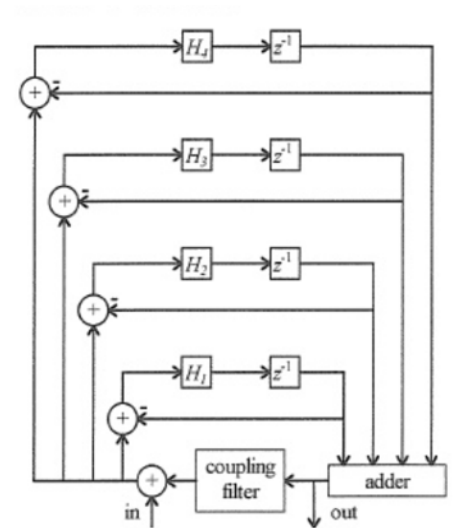 H₄ z⁻¹
+ -
H₃ z⁻¹
+ -
H₂ z⁻¹
+ -
H₁ z⁻¹
+ -
coupling
filter
adder
+
in
out